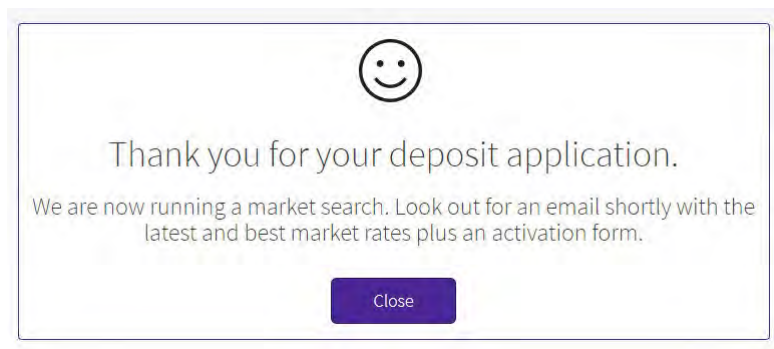 Thank you for your deposit application.
We are now running a market search. Look out for an email shortly with the
latest and best market rates plus an activation form.
Close